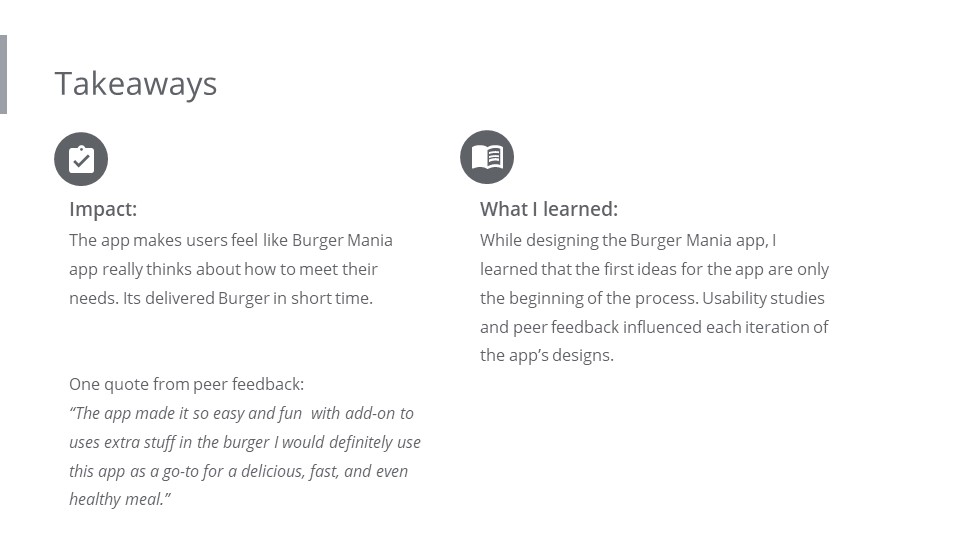 Takeaways
Impact:
The app makes users feel like Burger Mania
app really thinks about how to meet their
needs. Its delivered Burger in short time.
One quote from peer feedback:
“The app made it so easy and fun  with add-on to
uses extra stuff in the burger I would definitely use
this app as a go-to for a delicious, fast, and even
healthy meal.”
What I learned:
While designing the Burger Mania app, I
learned that the first ideas for the app are only
the beginning of the process. Usability studies
and peer feedback influenced each iteration of
the app’s designs.